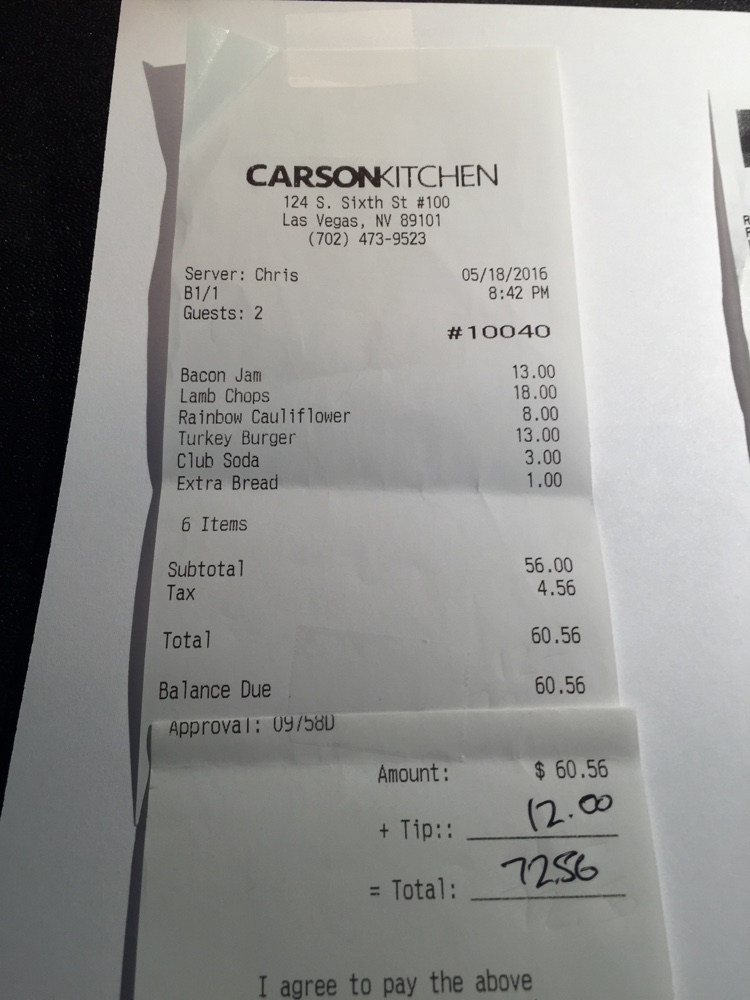 CARSONKITCHEN
124 S. Sixth St #100
Las Vegas, NV 89101
(702) 473-9523
Server: Chris 05/18/2016
B1/1 8:42 PM
Guests: 2
#10040
Bacon Jam 13.00
Lamb Chops 18.00
Rainbow Cauliflower 8.00
Turkey Burger 13.00
Club Soda 3.00
Extra Bread 1.00
6 Items
Subtotal 56.00
Tax 4.56
Total 60.56
Balance Due 60.56
Approval: 09758D
Amount: $ 60.56
+ Tip:: 12.00
= Total: 72.56
I agree to pay the above